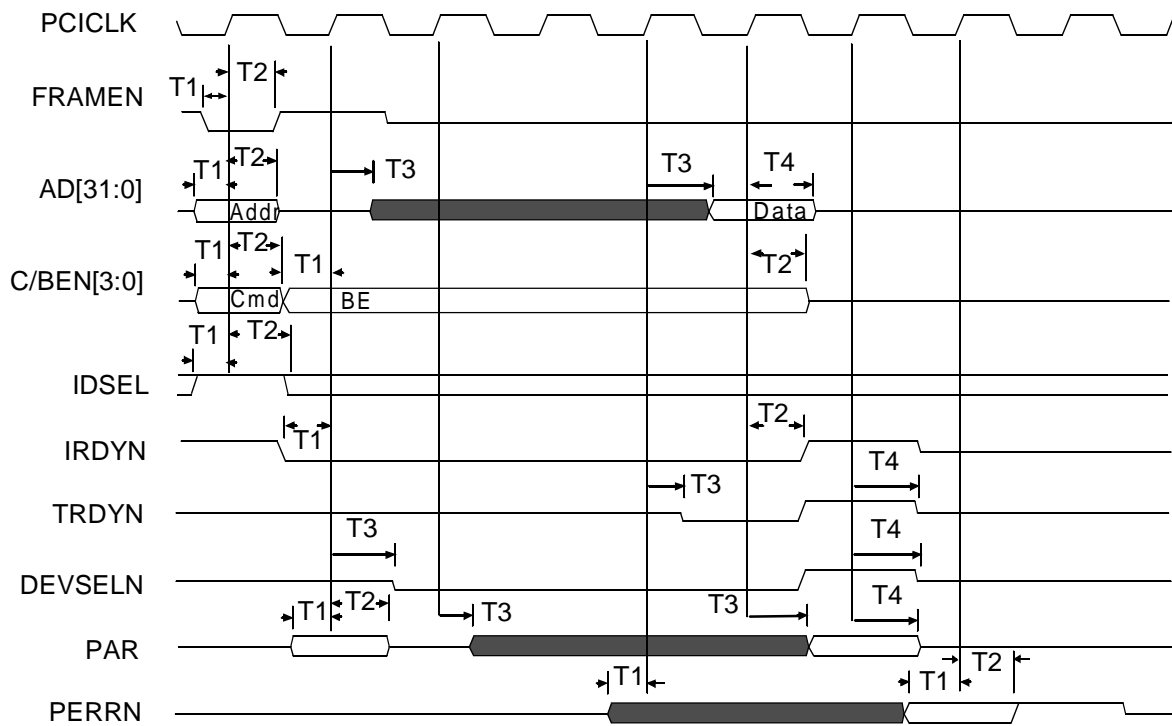 PCICLK
T2
T1
FRAMEN
T1 T2 T3 T3 T4
AD[31:0]
Addr Data
T1 T2 T1 T2
C/BEN[3:0]
Cmd BE
T1 T2
IDSEL
T1 T2
IRDYN
T3 T4
TRDYN
T3 T4
DEVSELN
T1 T2 T3 T3 T4
PAR
T1 T1 T2
PERRN